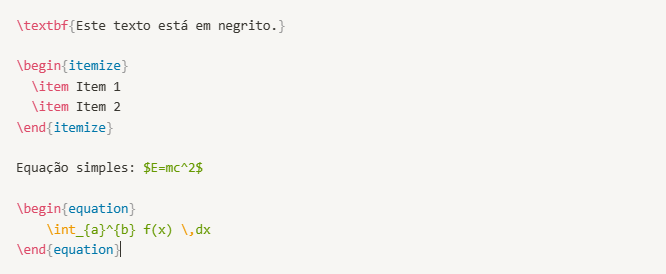 \textbf{Este texto está em negrito.}
\begin{itemize}
\item Item 1
\item Item 2
\end{itemize}
Equação simples: $E=mc^2$
\begin{equation}
\int_{a}^{b} f(x) \,dx
\end{equation}